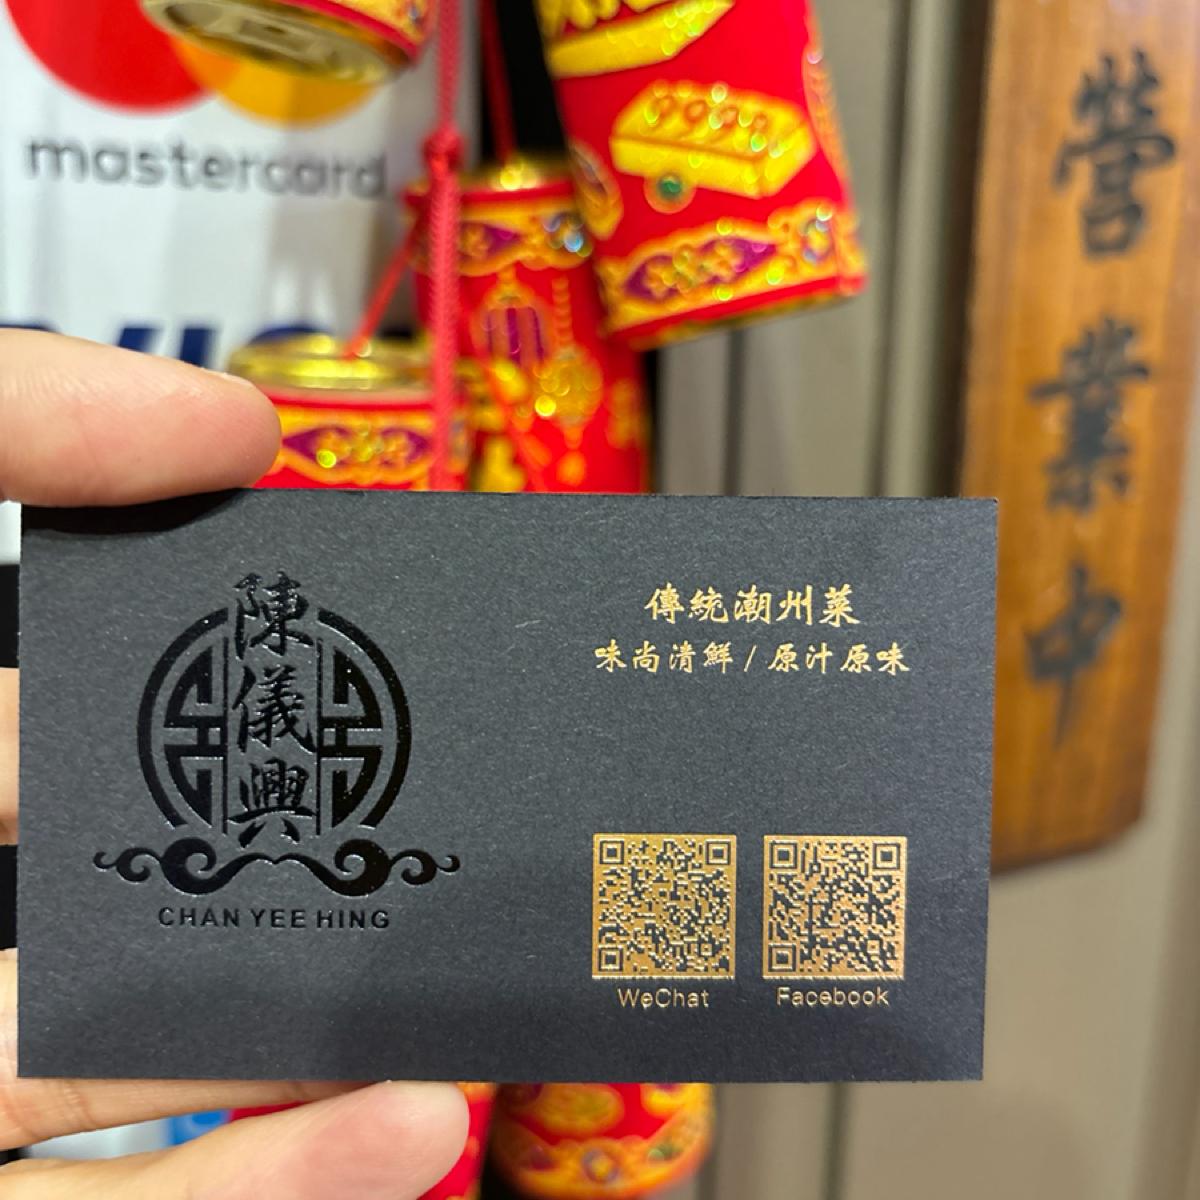 mastercard
9999
營業中
陳儀興
CHAN YEE HING
傳統潮州菜
味尚清鮮 / 原汁原味
WeChat
Facebook